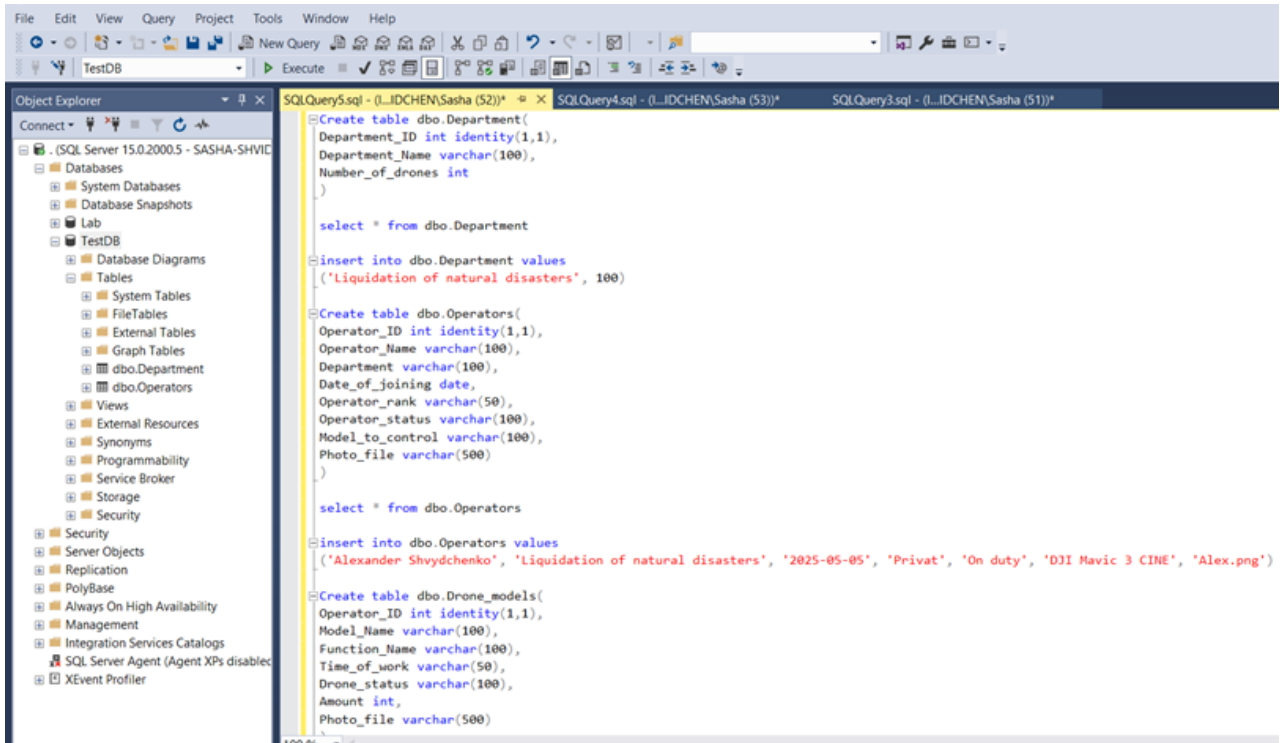 File Edit View Query Project Tools Window Help
New Query
TestDB Execute
Object Explorer
SQLQuery5.sql - (l...IDCHEN\Sasha (52))* SQLQuery4.sql - (l...IDCHEN\Sasha (53))* SQLQuery3.sql - (l...IDCHEN\Sasha (51))*
Connect
. (SQL Server 15.0.2000.5 - SASHA-SHVID
Databases
System Databases
Database Snapshots
Lab
TestDB
Database Diagrams
Tables
System Tables
FileTables
External Tables
Graph Tables
dbo.Department
dbo.Operators
Views
External Resources
Synonyms
Programmability
Service Broker
Storage
Security
Security
Server Objects
Replication
PolyBase
Always On High Availability
Management
Integration Services Catalogs
SQL Server Agent (Agent XPs disabled
XEvent Profiler
Create table dbo.Department(
Department_ID int identity(1,1),
Department_Name varchar(100),
Number_of_drones int
)
select * from dbo.Department
insert into dbo.Department values
('Liquidation of natural disasters', 100)
Create table dbo.Operators(
Operator_ID int identity(1,1),
Operator_Name varchar(100),
Department varchar(100),
Date_of_joining date,
Operator_rank varchar(50),
Operator_status varchar(100),
Model_to_control varchar(100),
Photo_file varchar(500)
)
select * from dbo.Operators
insert into dbo.Operators values
('Alexander Shvydchenko', 'Liquidation of natural disasters', '2025-05-05', 'Privat', 'On duty', 'DJI Mavic 3 CINE', 'Alex.png')
Create table dbo.Drone_models(
Operator_ID int identity(1,1),
Model_Name varchar(100),
Function_Name varchar(100),
Time_of_work varchar(50),
Drone_status varchar(100),
Amount int,
Photo_file varchar(500)